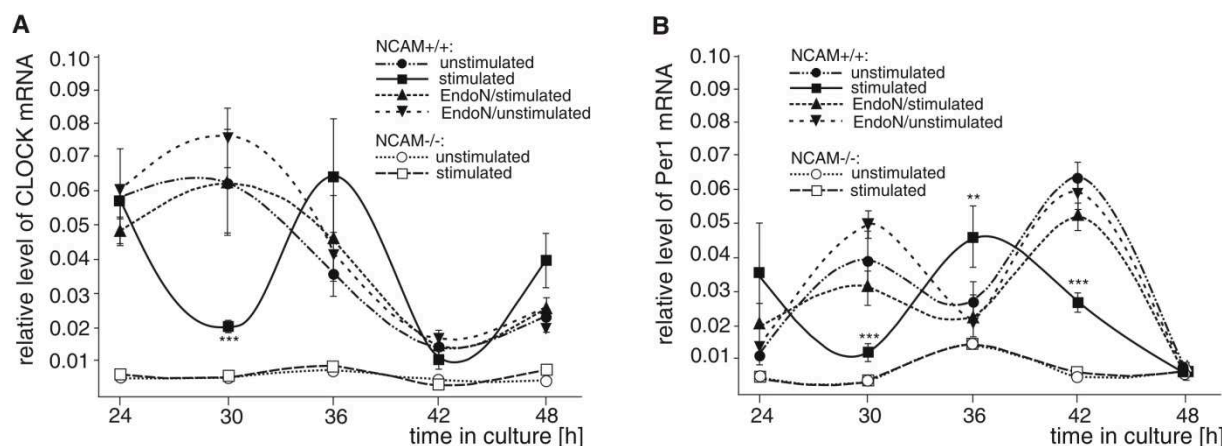 A
relative level of CLOCK mRNA
0.10
0.09
0.08
0.07
0.06
0.05
0.04
0.03
0.02
0.01
NCAM+/+:
unstimulated
stimulated
EndoN/stimulated
EndoN/unstimulated
NCAM-/-:
unstimulated
stimulated
***
24 30 36 42 48
time in culture [h]
B
relative level of Per1 mRNA
0.10
0.09
0.08
0.07
0.06
0.05
0.04
0.03
0.02
0.01
NCAM+/+:
unstimulated
stimulated
EndoN/stimulated
EndoN/unstimulated
NCAM-/-:
unstimulated
stimulated
**
***
***
24 30 36 42 48
time in culture [h]